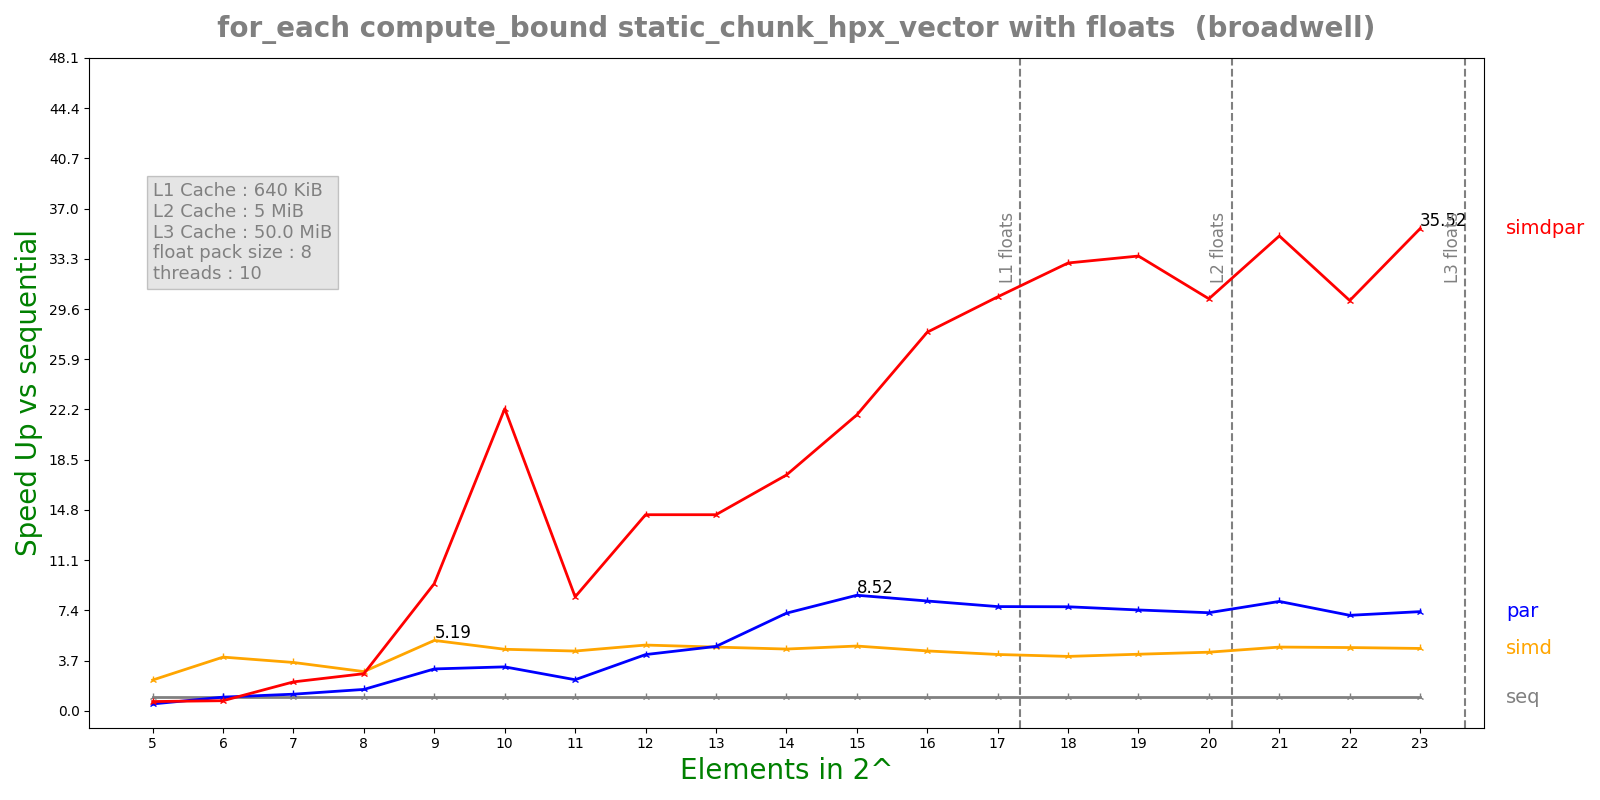 for_each compute_bound static_chunk_hpx_vector with floats  (broadwell)
Speed Up vs sequential
48.1
44.4
40.7
37.0
33.3
29.6
25.9
22.2
18.5
14.8
11.1
7.4
3.7
0.0
L1 Cache : 640 KiB
L2 Cache : 5 MiB
L3 Cache : 50.0 MiB
float pack size : 8
threads : 10
5.19
8.52
35.52
L1 floats
L2 floats
L3 floats
simdpar
par
simd
seq
5 6 7 8 9 10 11 12 13 14 15 16 17 18 19 20 21 22 23
Elements in 2^